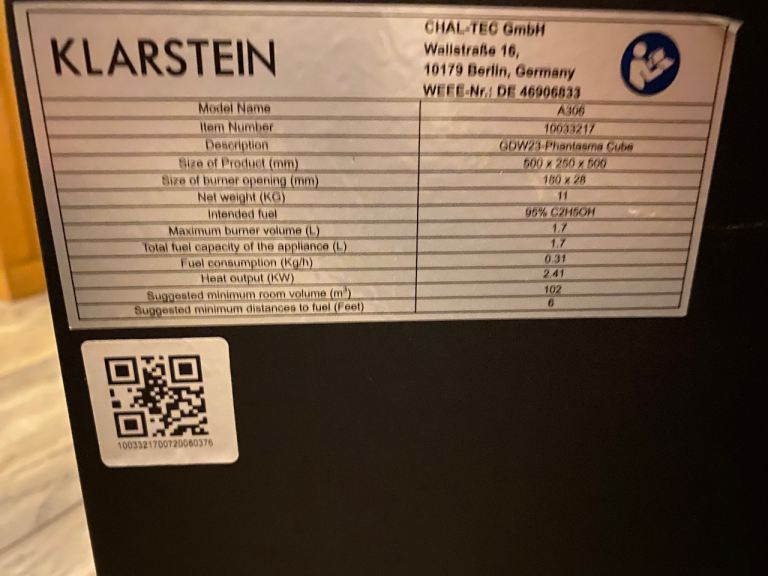 KLARSTEIN
CHAL-TEC GmbH
Wallstraße 16,
10179 Berlin, Germany
WEEE-Nr.: DE 46906833
Model Name A306
Item Number 10033217
Description GDW23-Phantasma Cube
Size of Product (mm) 500 x 250 x 500
Size of burner opening (mm) 180 x 28
Net weight (KG) 11
Intended fuel 95% C2H5OH
Maximum burner volume (L) 1.7
Total fuel capacity of the appliance (L) 1.7
Fuel consumption (Kg/h) 0.31
Heat output (KW) 2.41
Suggested minimum room volume (m³) 102
Suggested minimum distances to fuel (Feet) 6
1003321700720060376